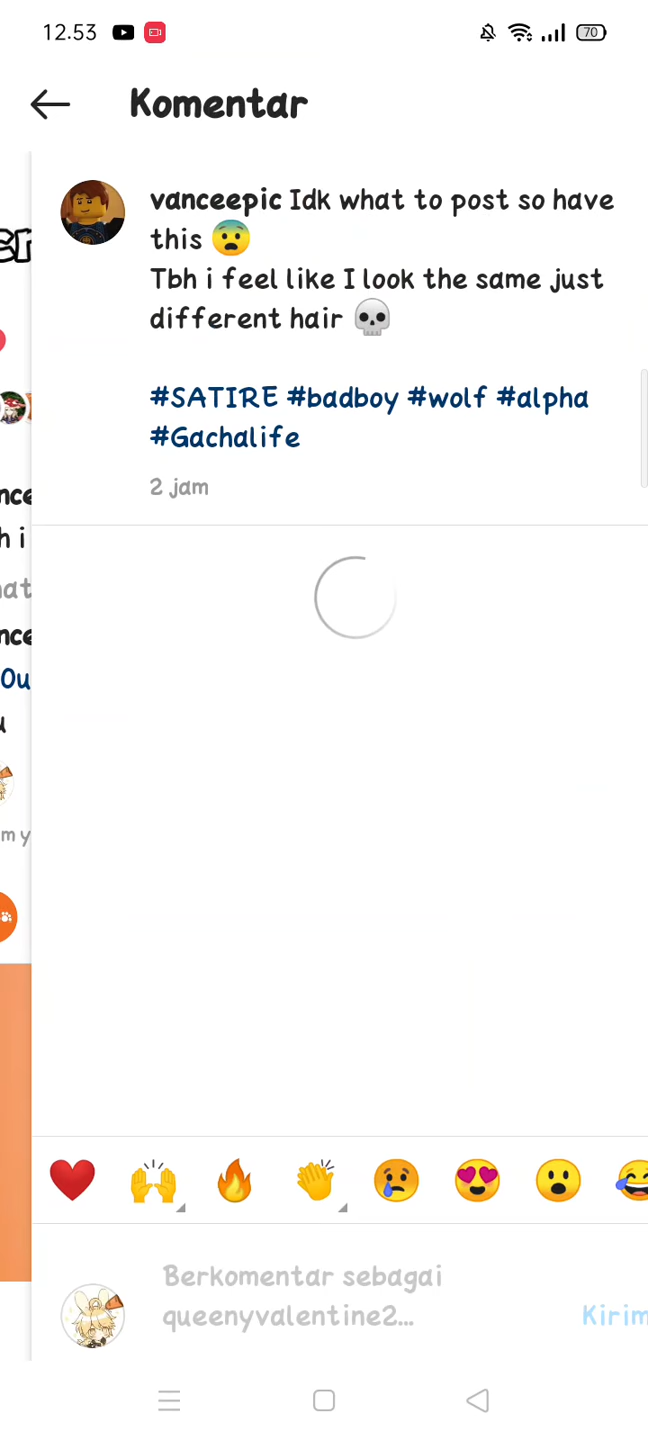 12.53
70
Komentar
vanceepic Idk what to post so have
this 😨
Tbh i feel like I look the same just
different hair 💀
#SATIRE #badboy #wolf #alpha
#Gachalife
2 jam
Berkomentar sebagai
queenyvalentine2...
Kirim